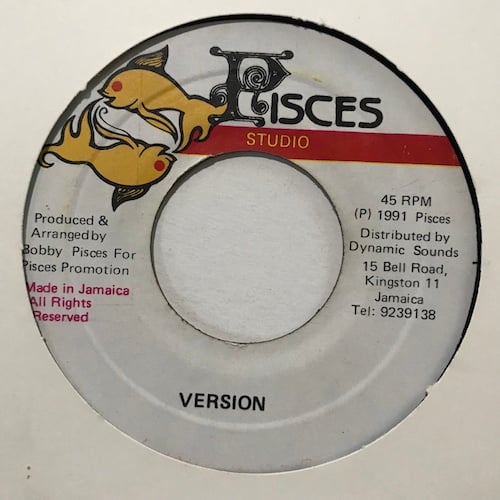 PISCES
STUDIO
Produced &
Arranged by
Bobby Pisces For
Pisces Promotion
Made in Jamaica
All Rights
Reserved
45 RPM
(P) 1991 Pisces
Distributed by
Dynamic Sounds
15 Bell Road,
Kingston 11
Jamaica
Tel: 9239138
VERSION